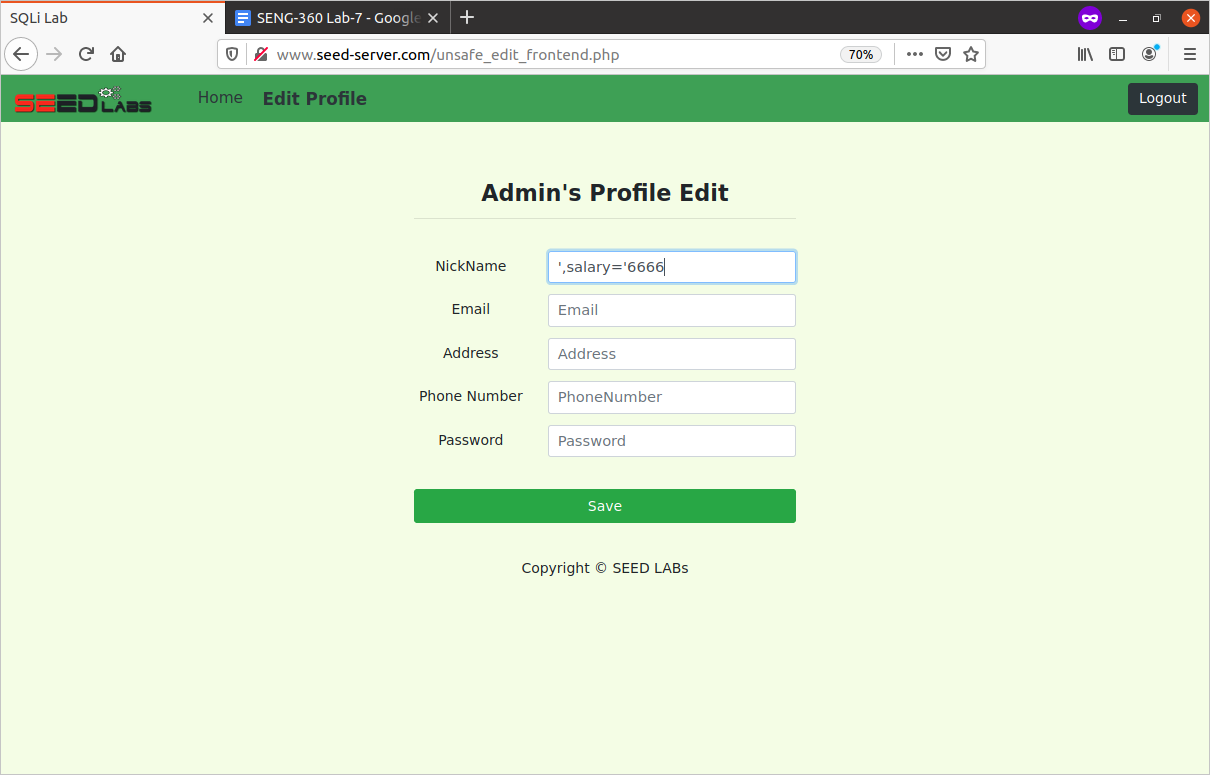 SQLi Lab
SENG-360 Lab-7 - Google
www.seed-server.com/unsafe_edit_frontend.php
70%
SEED LABS
Home
Edit Profile
Logout
Admin's Profile Edit
NickName
',salary='6666
Email
Email
Address
Address
Phone Number
PhoneNumber
Password
Password
Save
Copyright © SEED LABs